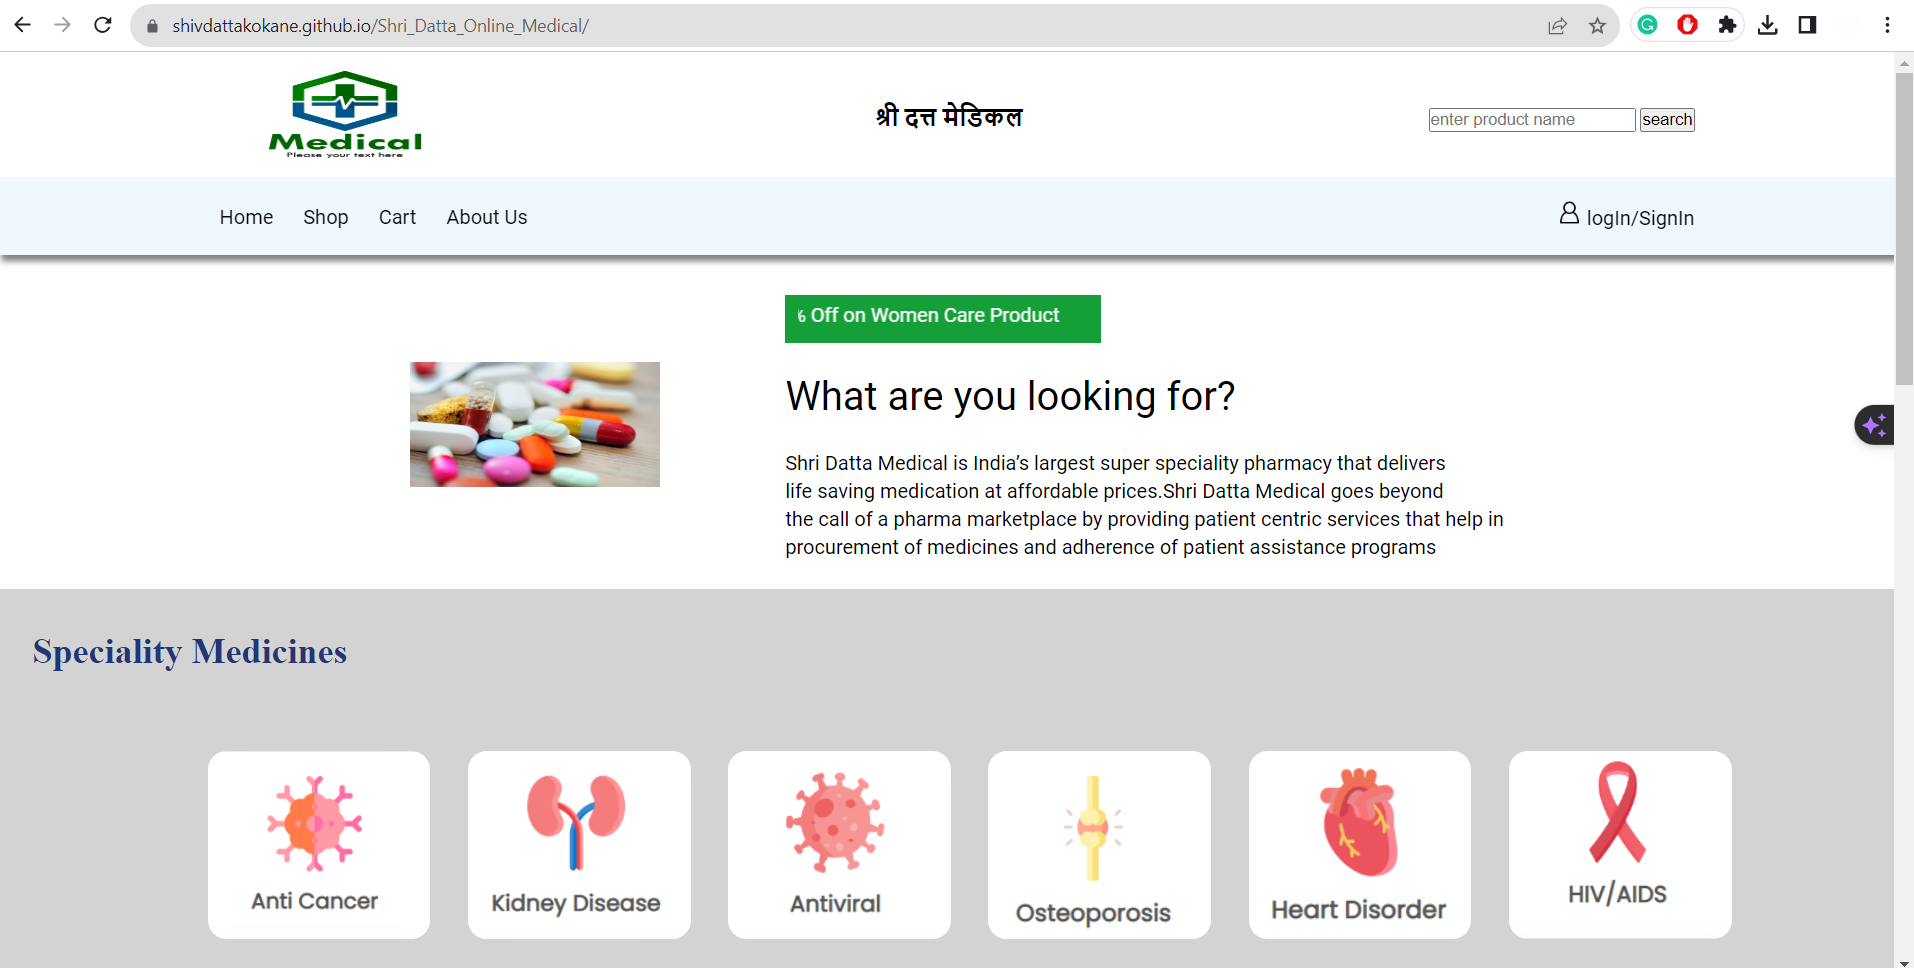 shivdattakokane.github.io/Shri_Datta_Online_Medical/
Medical
Please your text here
श्री दत्त मेडिकल
enter product name search
Home Shop Cart About Us
logIn/SignIn
% Off on Women Care Product
What are you looking for?
Shri Datta Medical is India’s largest super speciality pharmacy that delivers
life saving medication at affordable prices.Shri Datta Medical goes beyond
the call of a pharma marketplace by providing patient centric services that help in
procurement of medicines and adherence of patient assistance programs
Speciality Medicines
Anti Cancer
Kidney Disease
Antiviral
Osteoporosis
Heart Disorder
HIV/AIDS